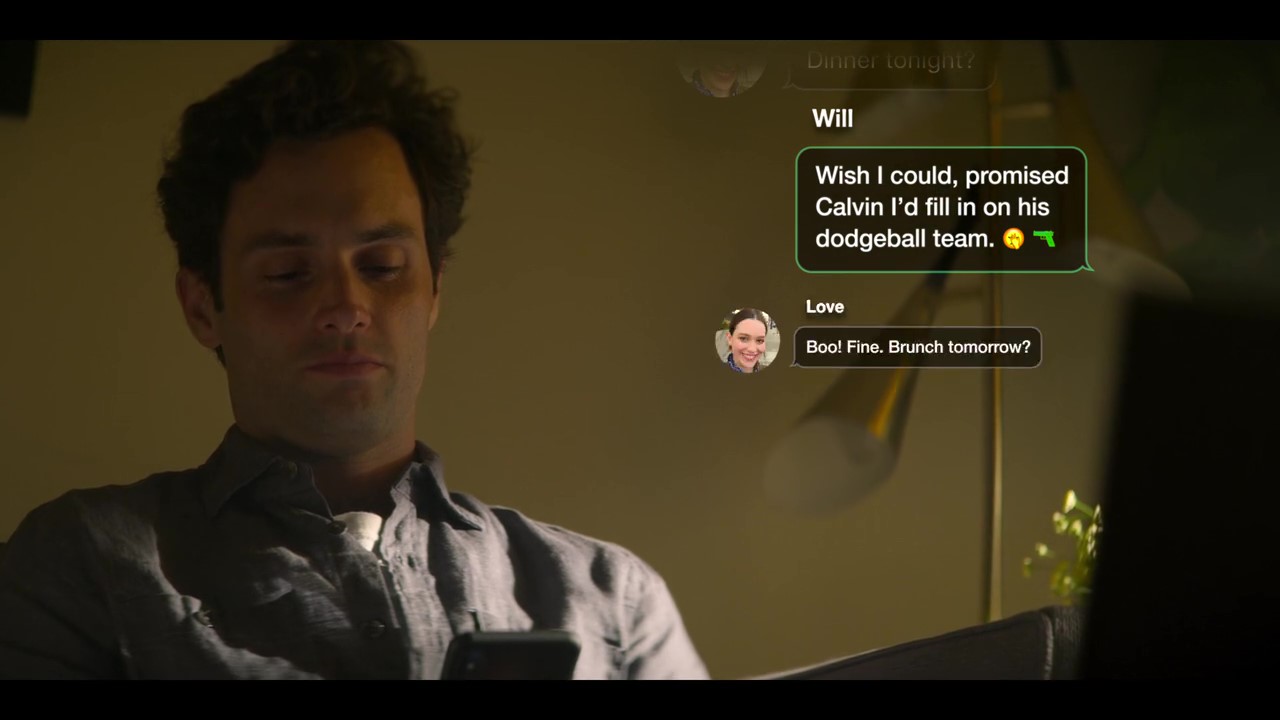 Dinner tonight?
Will
Wish I could, promised
Calvin I'd fill in on his
dodgeball team. 🤦 🔫
Love
Boo! Fine. Brunch tomorrow?